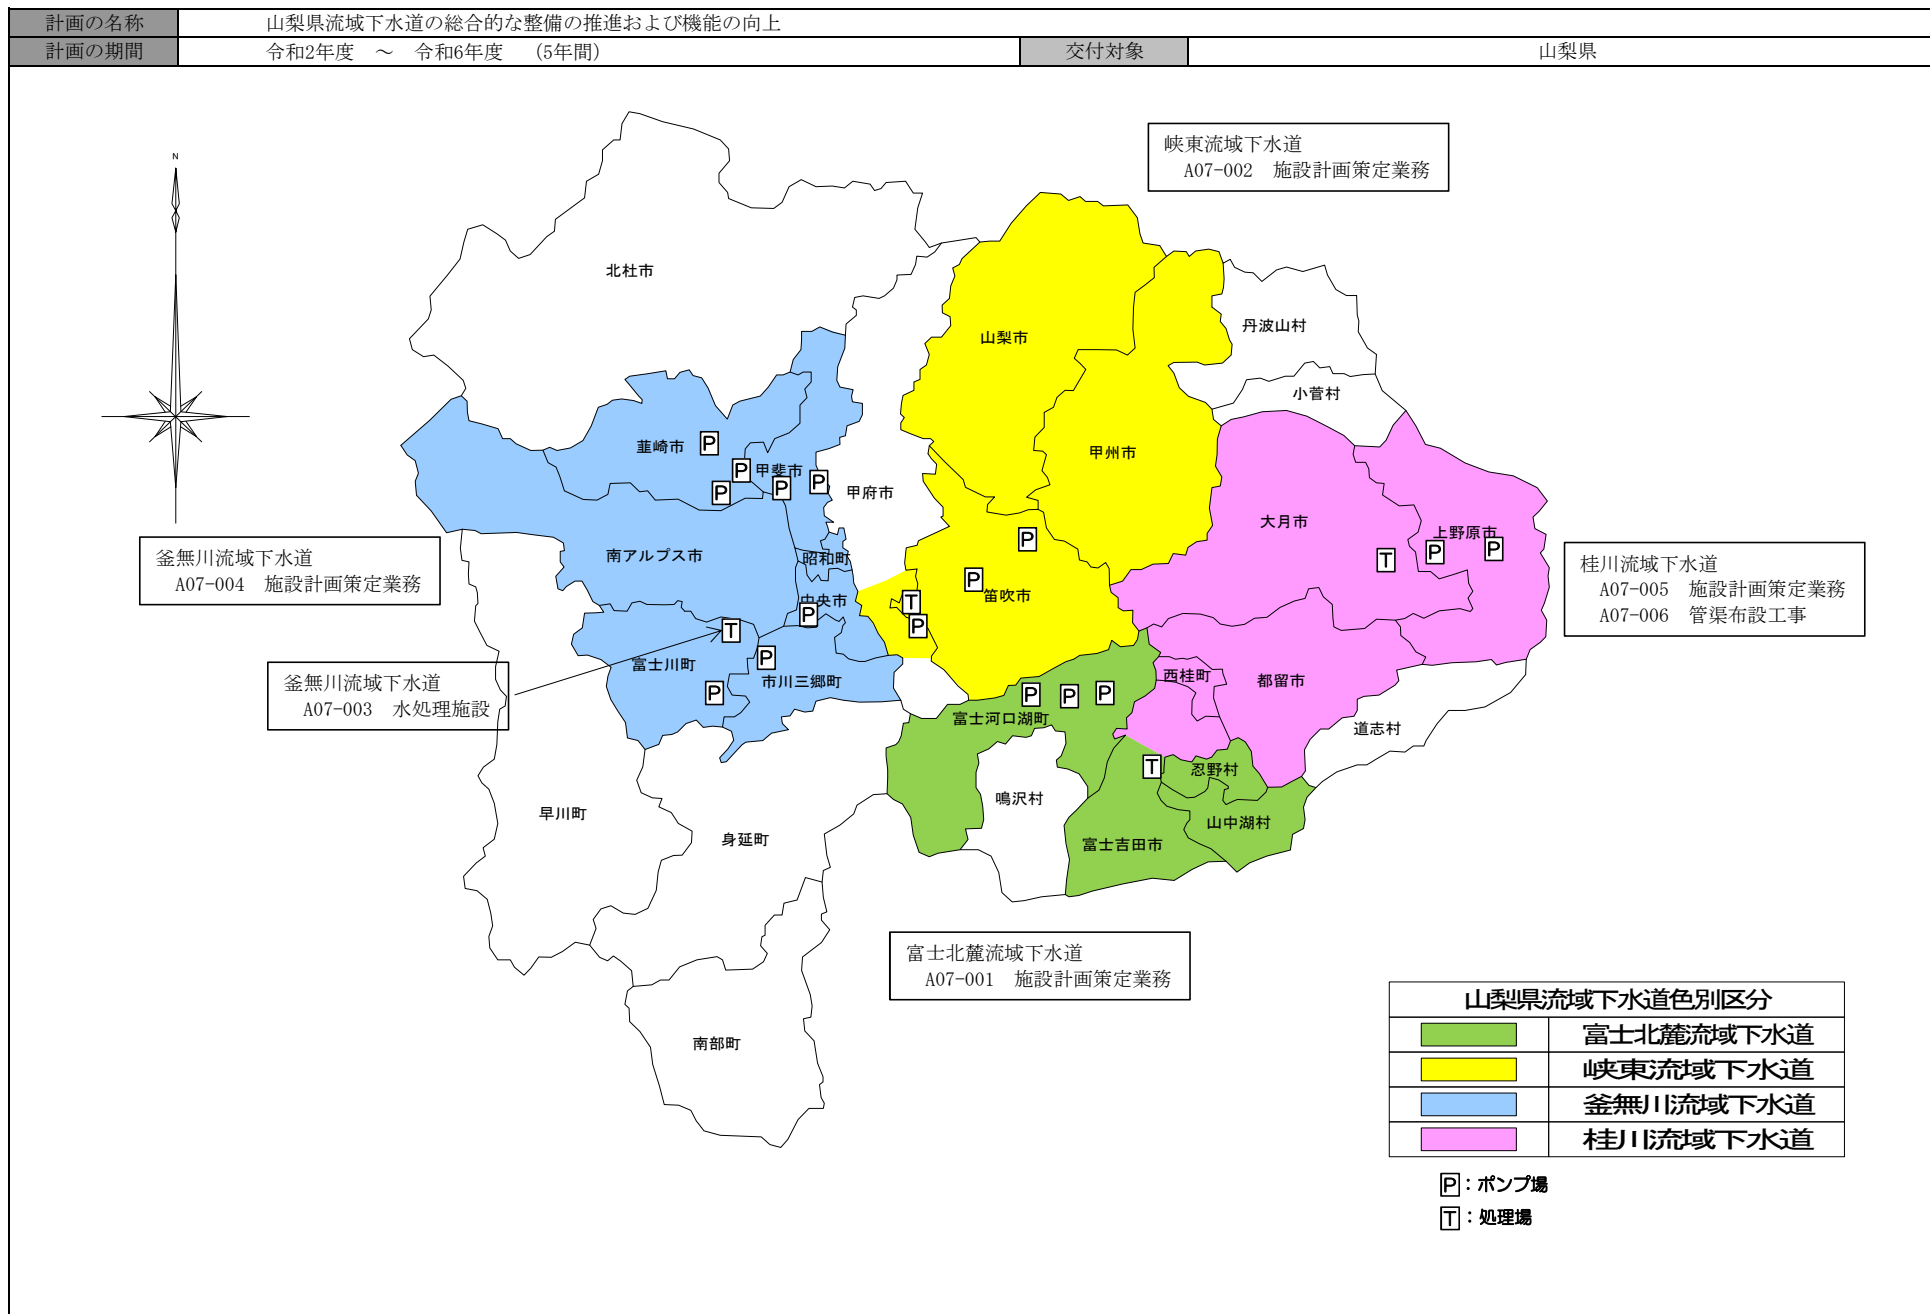 計画の名称 山梨県流域下水道の総合的な整備の推進および機能の向上
計画の期間 令和2年度 ～ 令和6年度 (5年間) 交付対象 山梨県
N
峡東流域下水道
A07-002 施設計画策定業務
北杜市
山梨市
丹波山村
小菅村
韮崎市
P
P
P
甲斐市
P
P
甲府市
甲州市
大月市
上野原市
P
P
T
釜無川流域下水道
A07-004 施設計画策定業務
南アルプス市
昭和町
中央市
P
P
P
笛吹市
T
P
桂川流域下水道
A07-005 施設計画策定業務
A07-006 管渠布設工事
釜無川流域下水道
A07-003 水処理施設
T
富士川町
P
P
市川三郷町
西桂町
都留市
道志村
P
P
P
富士河口湖町
T
忍野村
鳴沢村
山中湖村
富士吉田市
早川町
身延町
南部町
富士北麓流域下水道
A07-001 施設計画策定業務
山梨県流域下水道色別区分
富士北麓流域下水道
峡東流域下水道
釜無川流域下水道
桂川流域下水道
P：ポンプ場
T：処理場